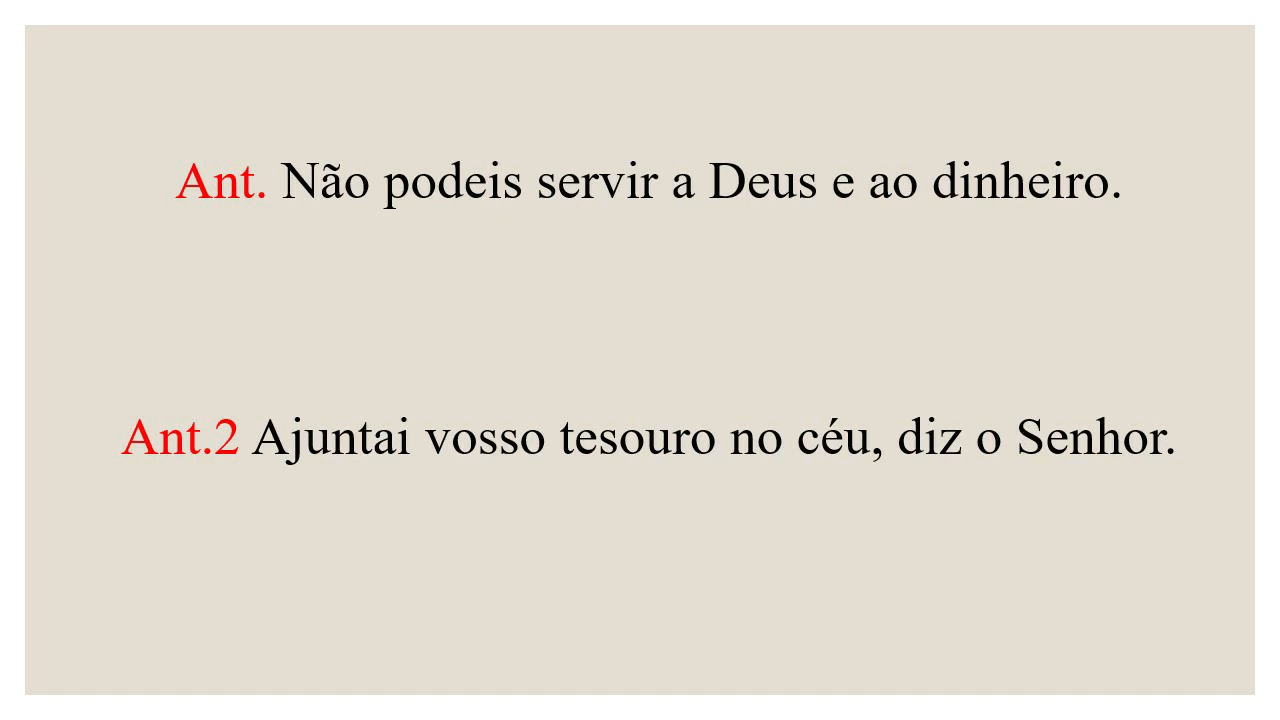 Ant. Não podeis servir a Deus e ao dinheiro.
Ant.2 Ajuntai vosso tesouro no céu, diz o Senhor.